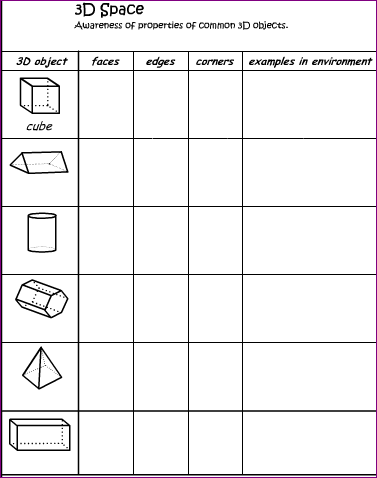 3D Space
Awareness of properties of common 3D objects.
3D object faces edges corners examples in environment
cube